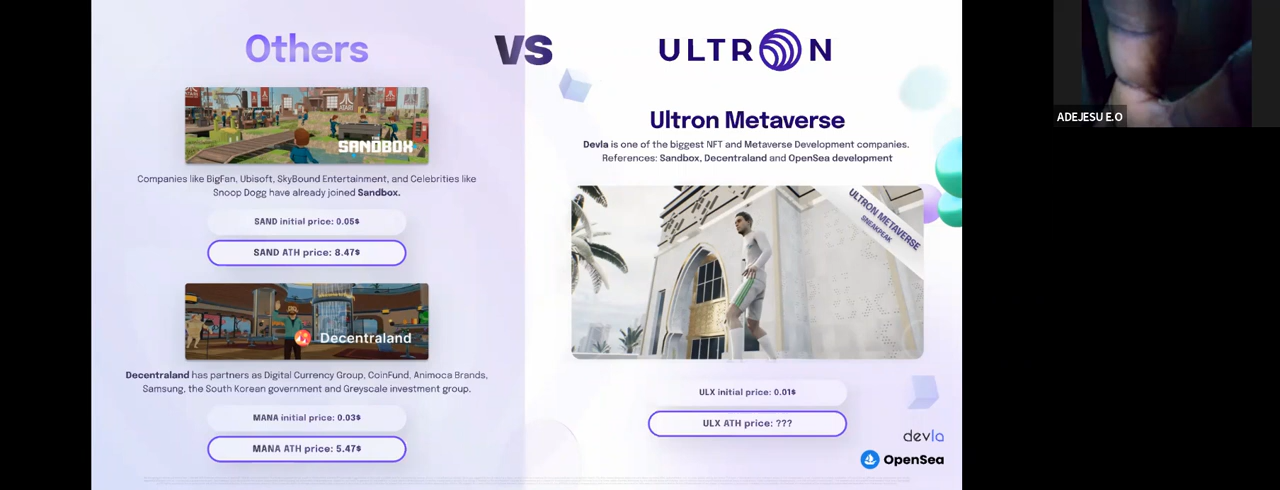 Others
VS
ULTRON
ATARI
ATARI
THE
SANDBOX
Companies like BigFan, Ubisoft, SkyBound Entertainment, and Celebrities like
Snoop Dogg have already joined Sandbox.
SAND initial price: 0.05$
SAND ATH price: 8.47$
Decentraland
Decentraland has partners as Digital Currency Group, CoinFund, Animoca Brands,
Samsung, the South Korean government and Greyscale investment group.
MANA initial price: 0.03$
MANA ATH price: 5.47$
Ultron Metaverse
Devla is one of the biggest NFT and Metaverse Development companies.
References: Sandbox, Decentraland and OpenSea development
ULTRON METAVERSE
SNEAKPEAK
ULX initial price: 0.01$
ULX ATH price: ???
devla
OpenSea
ADEJESU E.O